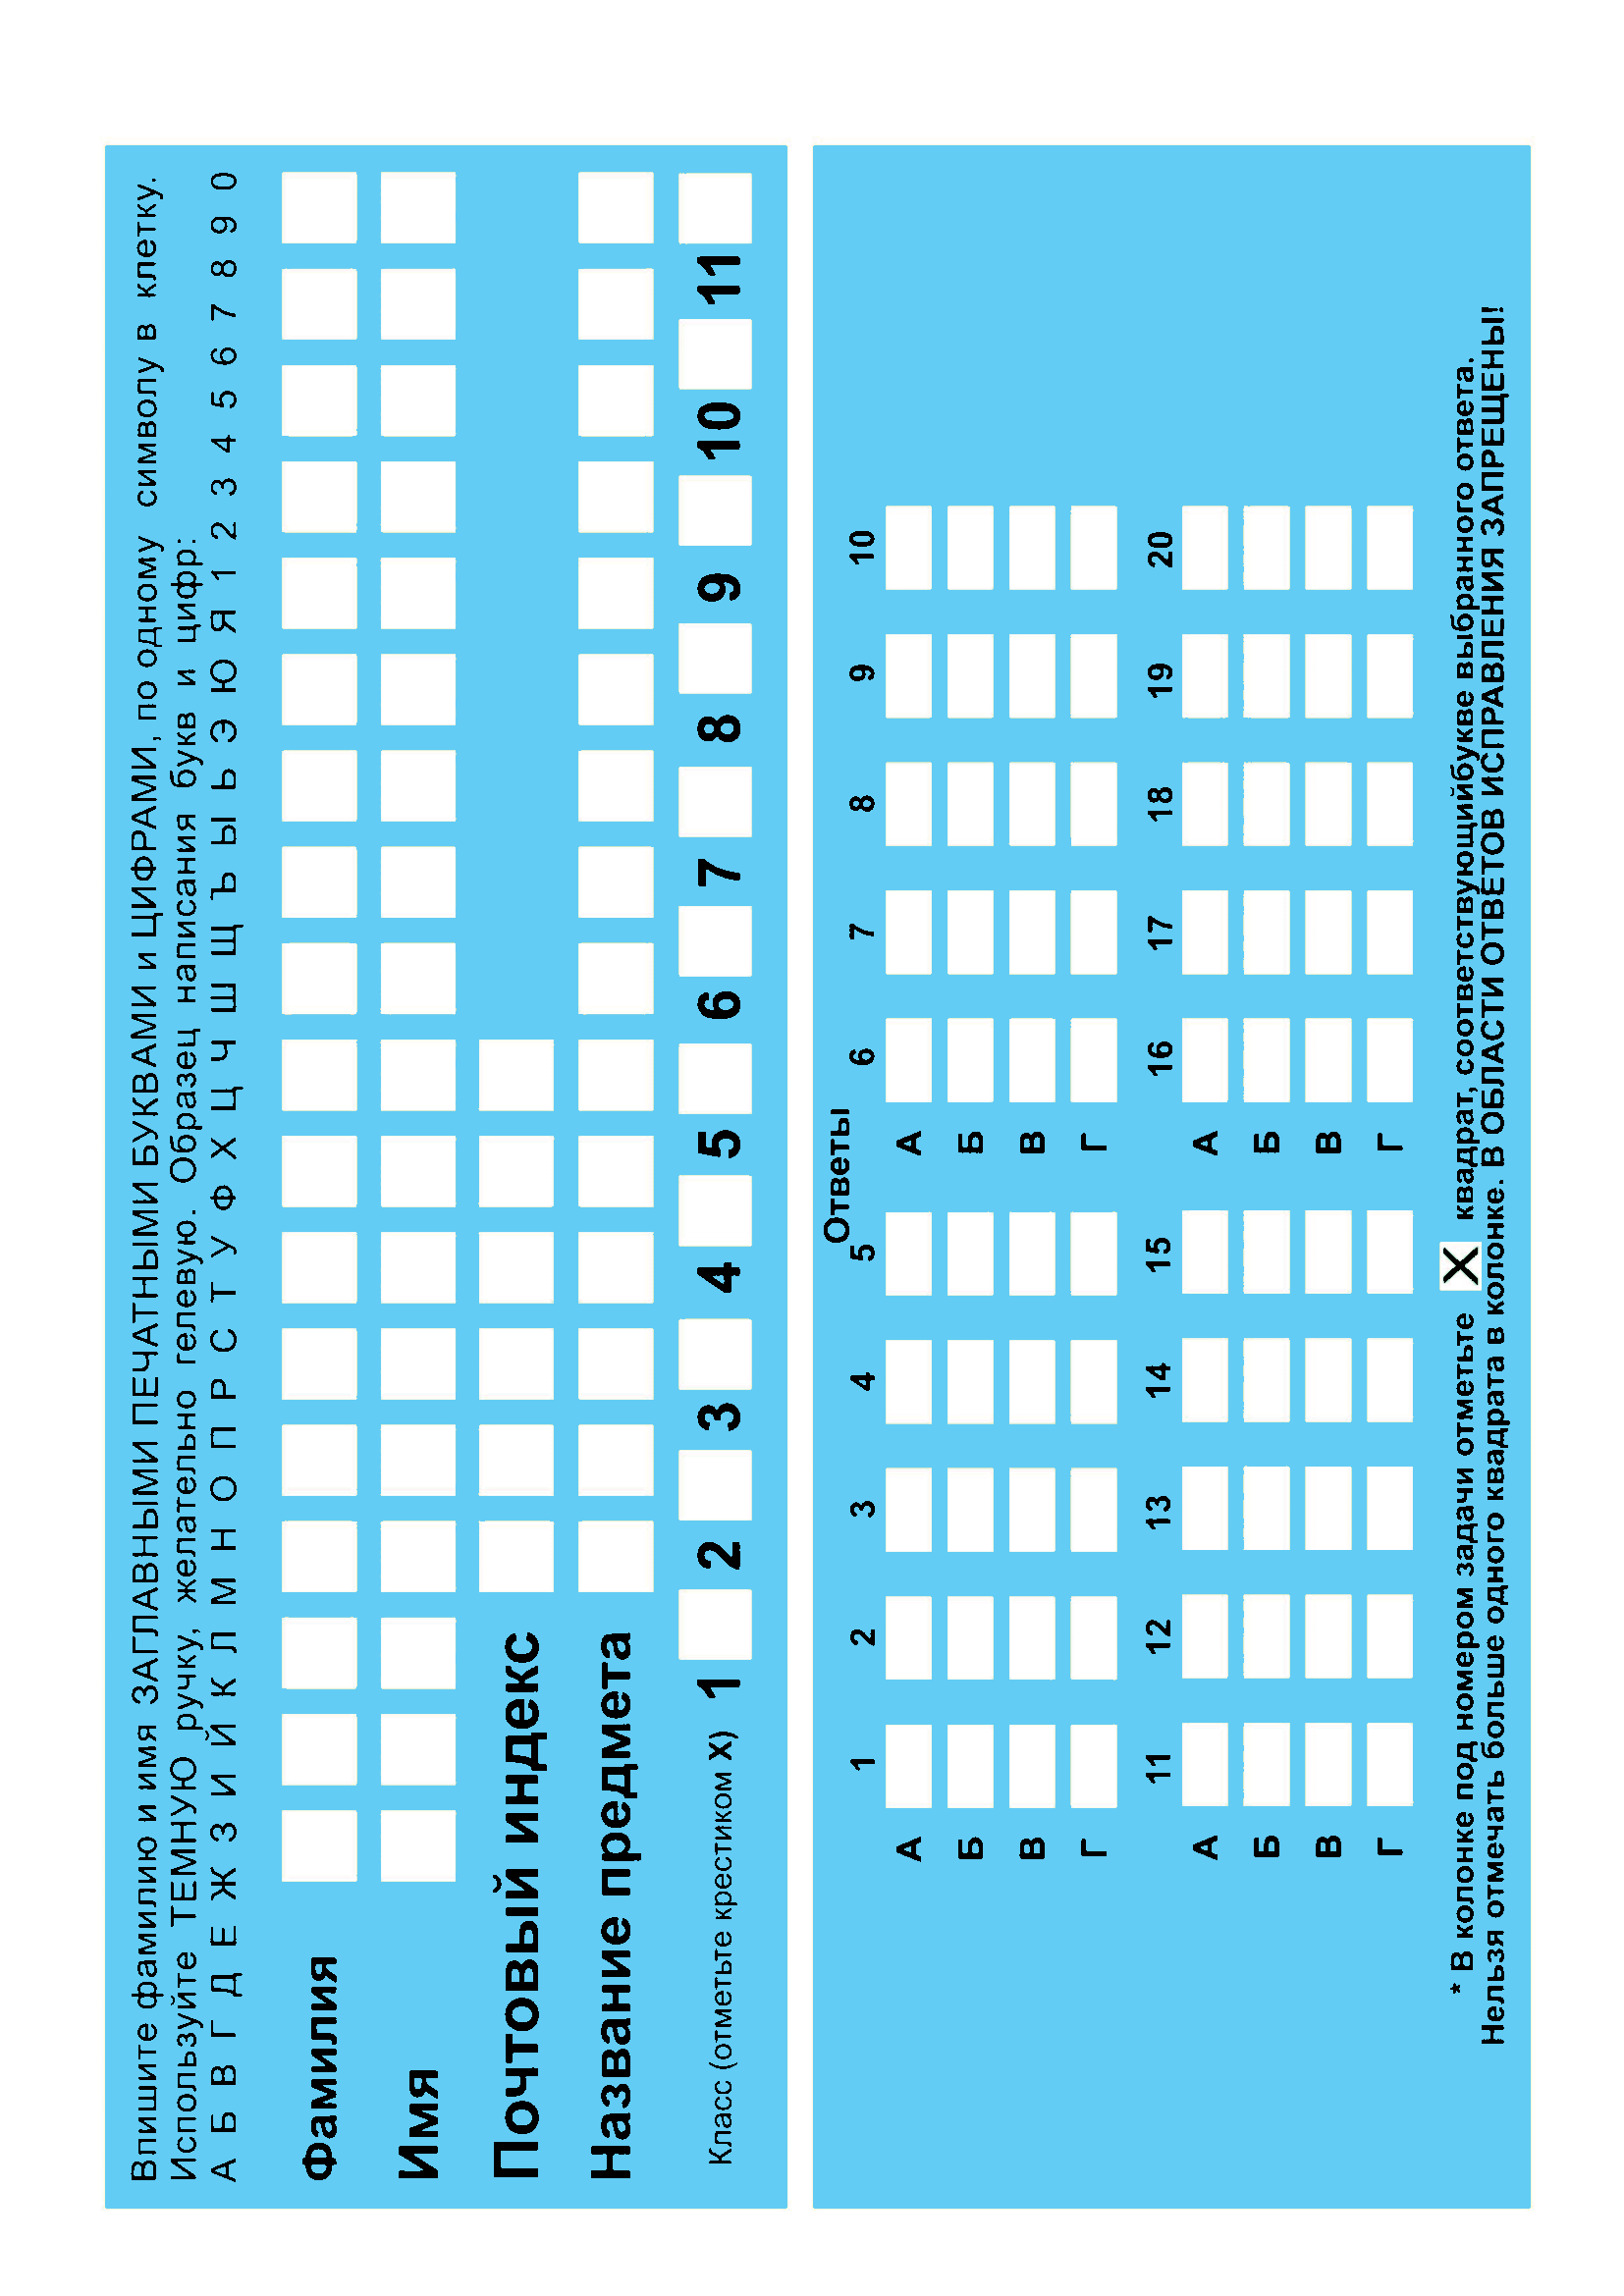 Впишите фамилию и имя ЗАГЛАВНЫМИ ПЕЧАТНЫМИ БУКВАМИ и ЦИФРАМИ, по одному символу в клетку.
Используйте ТЕМНУЮ ручку, желательно гелевую. Образец написания букв и цифр:
А Б В Г Д Е Ж З И Й К Л М Н О П Р С Т У Ф Х Ц Ч Ш Щ Ъ Ы Ь Э Ю Я 1 2 3 4 5 6 7 8 9 0
Фамилия
Имя
Почтовый индекс
Название предмета
Класс (отметьте крестиком X) 1 2 3 4 5 6 7 8 9 10 11
Ответы
1 2 3 4 5 6 7 8 9 10
А А
Б Б
В В
Г Г
11 12 13 14 15 16 17 18 19 20
А А
Б Б
В В
Г Г
* В колонке под номером задачи отметьте X квадрат, соответствующийбукве выбранного ответа.
Нельзя отмечать больше одного квадрата в колонке. В ОБЛАСТИ ОТВЕТОВ ИСПРАВЛЕНИЯ ЗАПРЕЩЕНЫ!